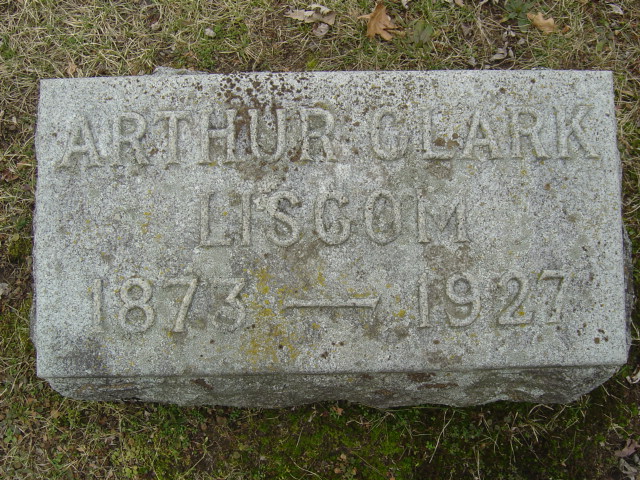 ARTHUR CLARK
LISCOM
1873 — 1927